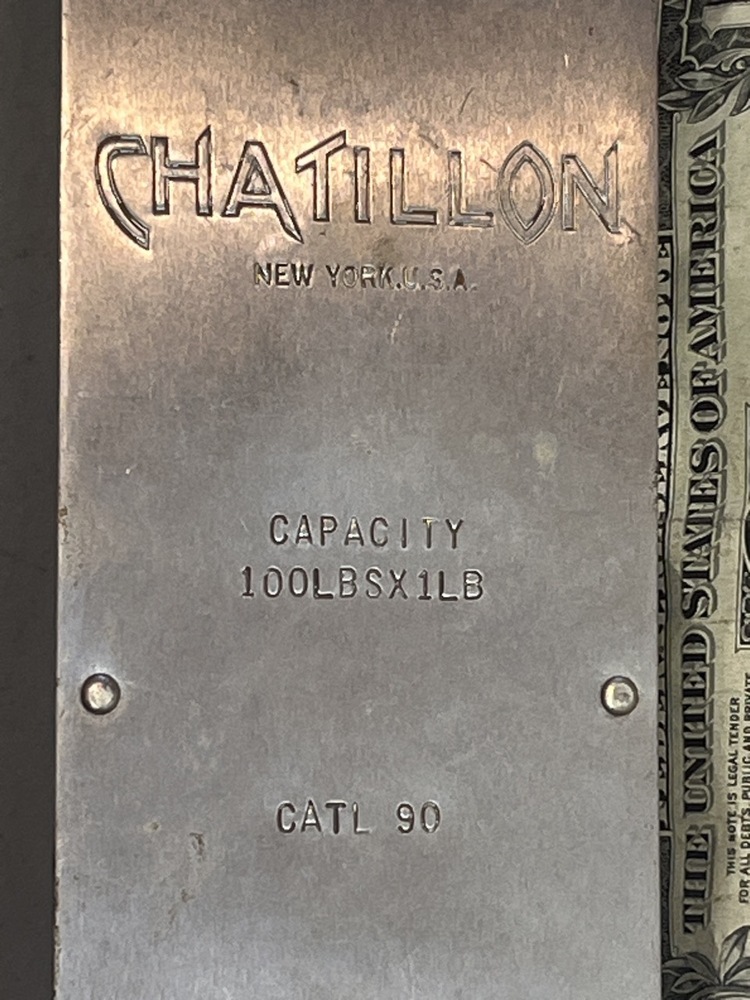 CHATILLON
NEW YORK.U.S.A.
CAPACITY
100LBSX1LB
CATL 90
THE UNITED STATES OF AMERICA
THIS NOTE IS LEGAL TENDER
FOR ALL DEBTS, PUBLIC AND PRIVATE